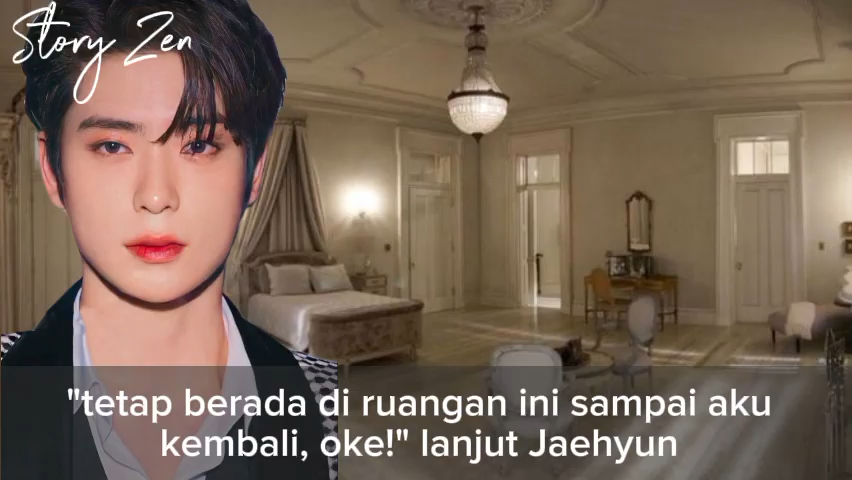 Story Zen
"tetap berada di ruangan ini sampai aku
kembali, oke!" lanjut Jaehyun